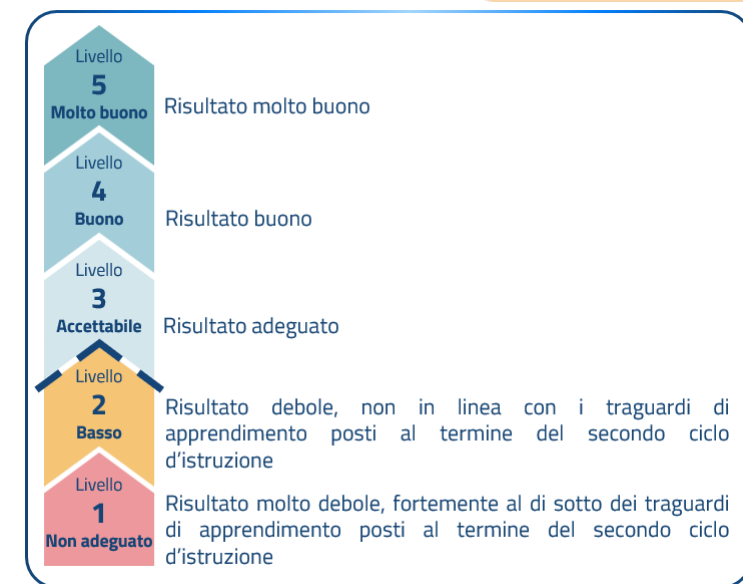 Livello
5
Molto buono
Risultato molto buono
Livello
4
Buono
Risultato buono
Livello
3
Accettabile
Risultato adeguato
Livello
2
Basso
Risultato debole, non in linea con i traguardi di
apprendimento posti al termine del secondo ciclo
d'istruzione
Livello
1
Non adeguato
Risultato molto debole, fortemente al di sotto dei traguardi
di apprendimento posti al termine del secondo ciclo
d'istruzione